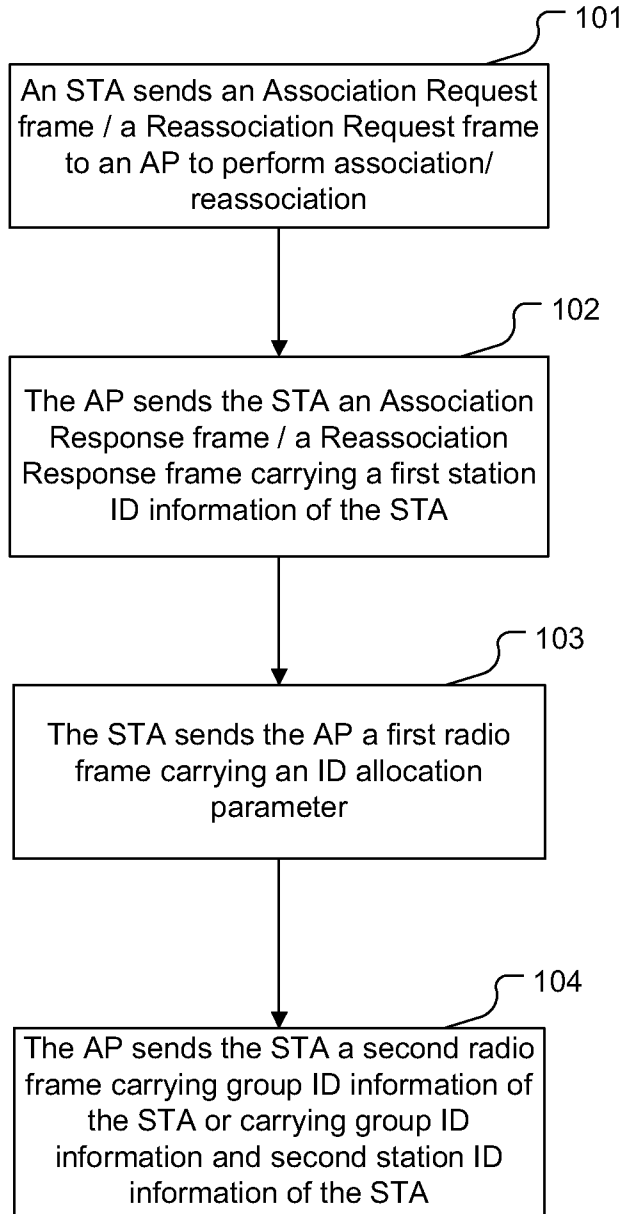 101
An STA sends an Association Request
frame / a Reassociation Request frame
to an AP to perform association/
reassociation
102
The AP sends the STA an Association
Response frame / a Reassociation
Response frame carrying a first station
ID information of the STA
103
The STA sends the AP a first radio
frame carrying an ID allocation
parameter
104
The AP sends the STA a second radio
frame carrying group ID information of
the STA or carrying group ID
information and second station ID
information of the STA